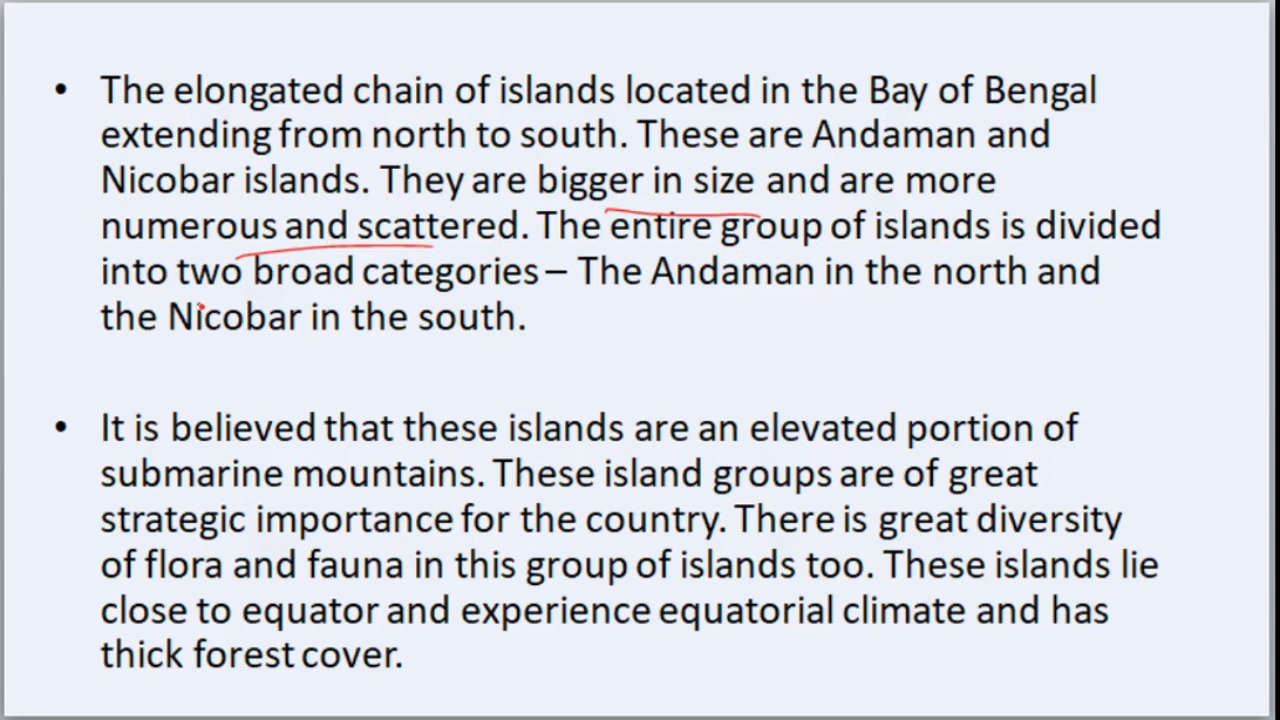 • The elongated chain of islands located in the Bay of Bengal
extending from north to south. These are Andaman and
Nicobar islands. They are bigger in size and are more
numerous and scattered. The entire group of islands is divided
into two broad categories – The Andaman in the north and
the Nicobar in the south.
• It is believed that these islands are an elevated portion of
submarine mountains. These island groups are of great
strategic importance for the country. There is great diversity
of flora and fauna in this group of islands too. These islands lie
close to equator and experience equatorial climate and has
thick forest cover.